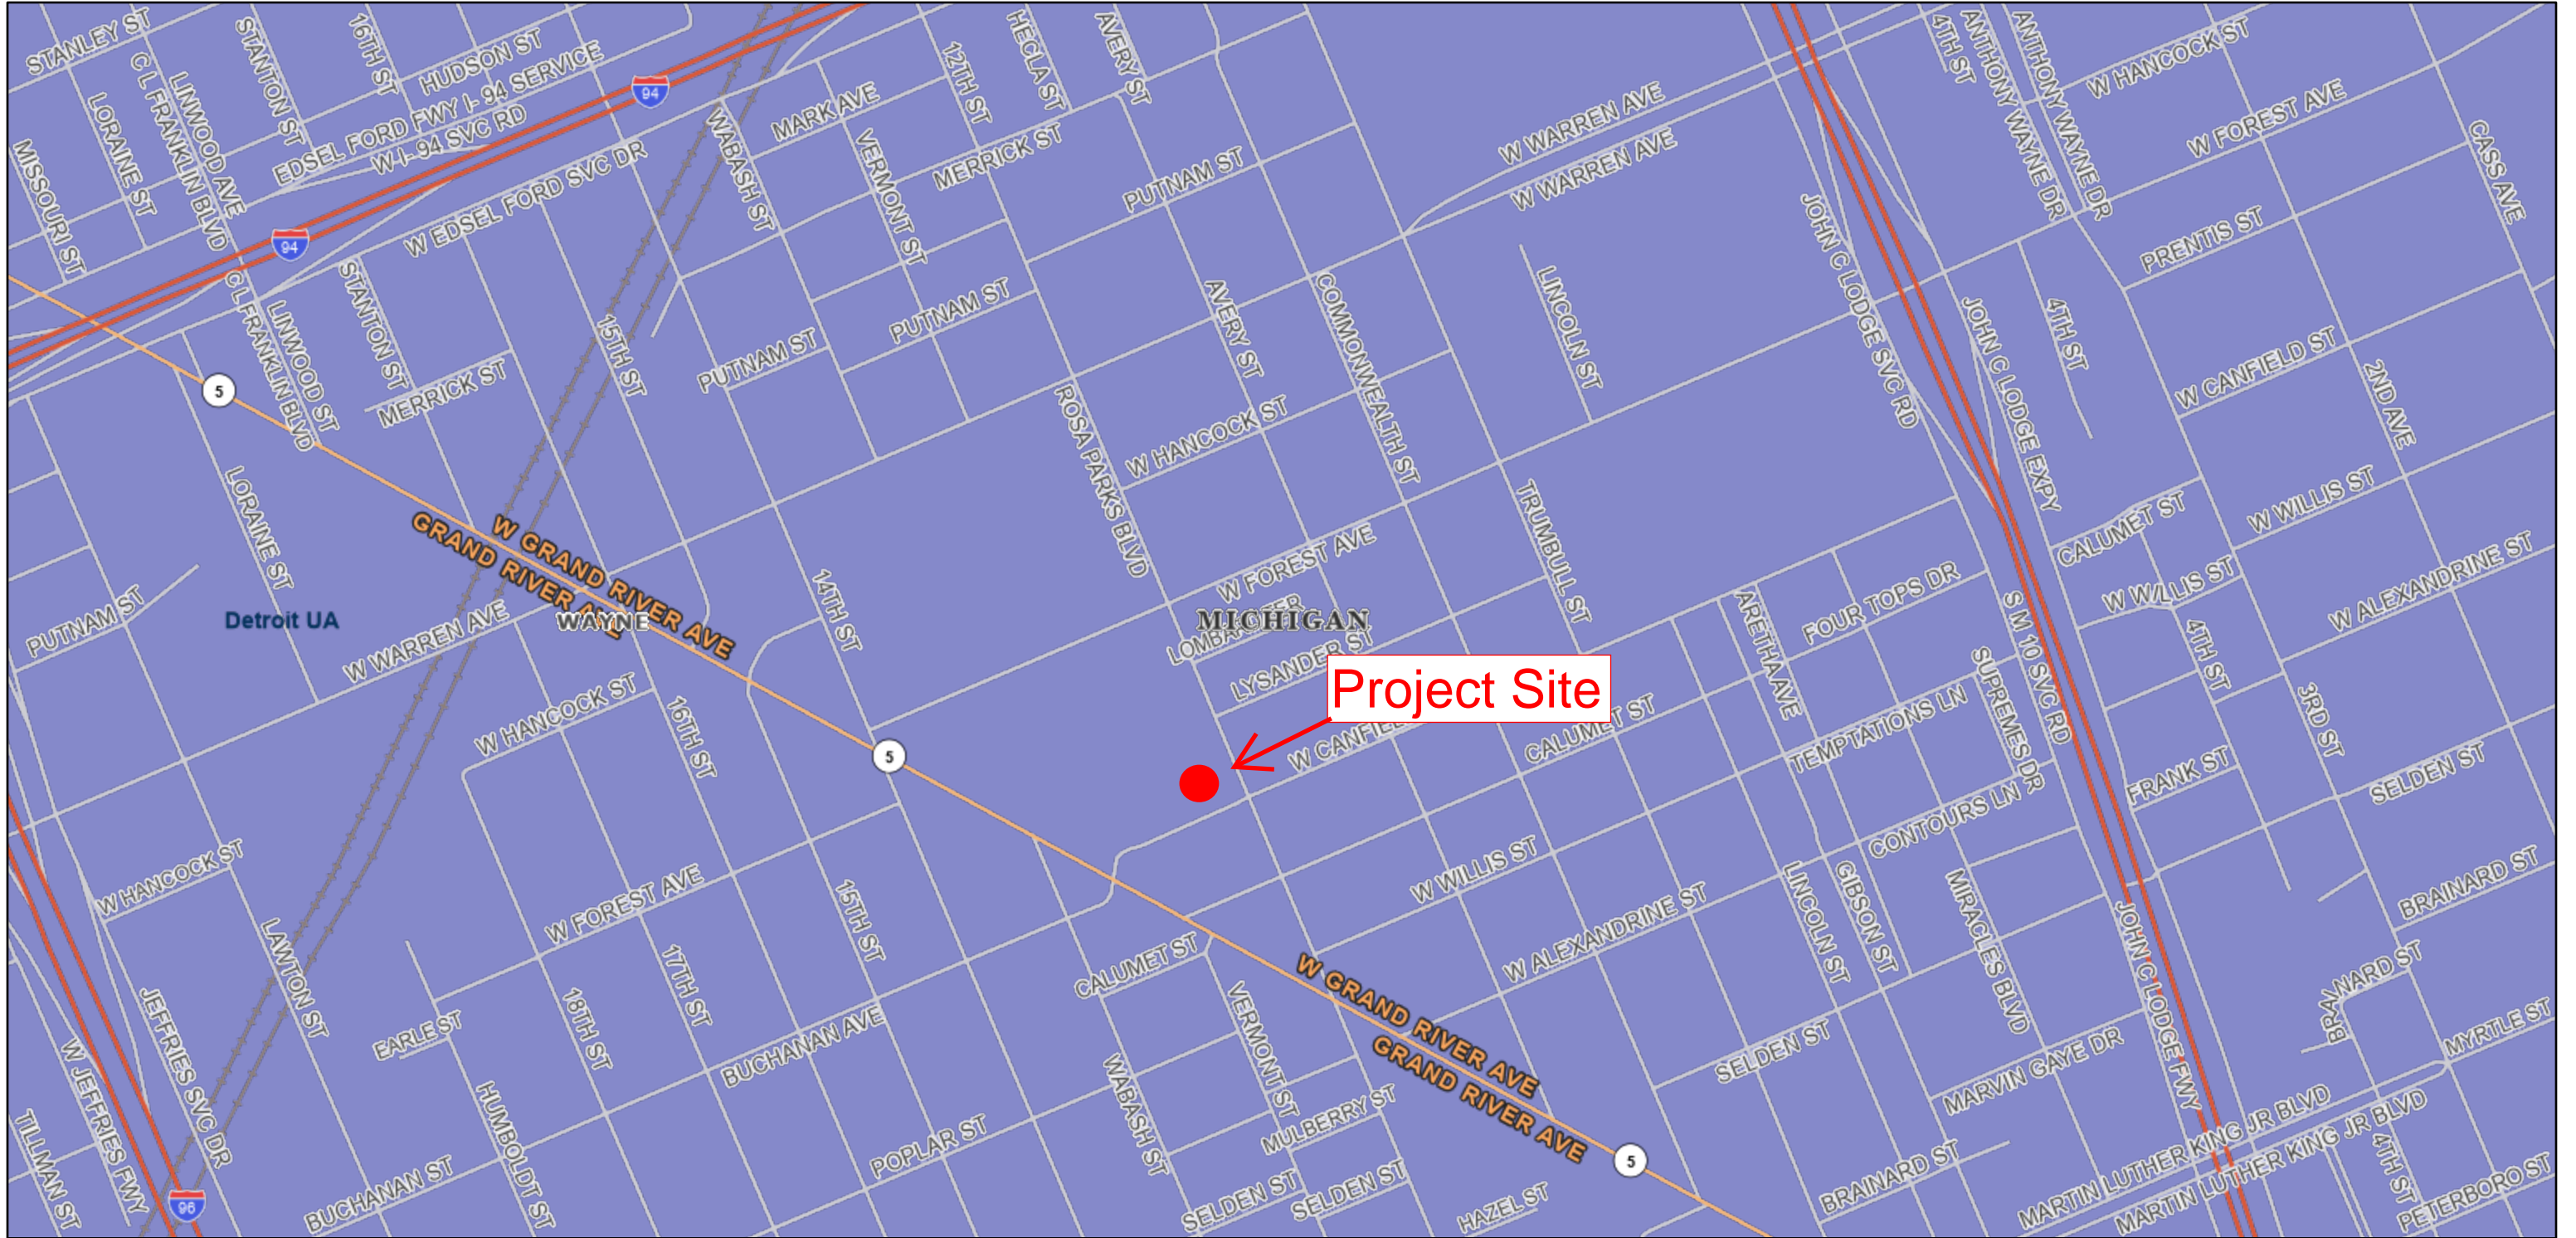 STANLEY ST
STANTON ST
16TH ST
HUDSON ST
C L FRANKLIN BLVD
LINWOOD AVE
LORAINE ST
MISSOURI ST
EDSEL FORD FWY I- 94 SERVICE
W I- 94 SVC RD
94
94
W EDSEL FORD SVC DR
WABASH ST
MARK AVE
VERMONT ST
12TH ST
HECLA ST
AVERY ST
MERRICK ST
PUTNAM ST
W WARREN AVE
W WARREN AVE
4TH ST
ANTHONY WAYNE DR
ANTHONY WAYNE DR
W HANCOCK ST
W FOREST AVE
CASS AVE
PRENTIS ST
JOHN C LODGE SVC RD
JOHN C LODGE EXPY
4TH ST
W CANFIELD ST
2ND AVE
C L FRANKLIN BLVD
LINWOOD ST
STANTON ST
MERRICK ST
15TH ST
PUTNAM ST
PUTNAM ST
AVERY ST
COMMONWEALTH ST
LINCOLN ST
5
LORAINE ST
ROSA PARKS BLVD
W HANCOCK ST
TRUMBULL ST
W GRAND RIVER AVE
GRAND RIVER AVE
W WARREN AVE
PUTNAM ST
Detroit UA
WAYNE
14TH ST
W FOREST AVE
MICHIGAN
LYSANDER ST
Project Site
ARETHA AVE
FOUR TOPS DR
CALUMET ST
W WILLIS ST
W WILLIS ST
W ALEXANDRINE ST
4TH ST
3RD ST
S M 10 SVC RD
SUPREMES DR
TEMPTATIONS LN
CALUMET ST
W HANCOCK ST
16TH ST
5
FRANK ST
SELDEN ST
CONTOURS LN
W HANCOCK ST
W FOREST AVE
15TH ST
W WILLIS ST
W ALEXANDRINE ST
LINCOLN ST
GIBSON ST
MIRACLES BLVD
JOHN C LODGE FWY
BRAINARD ST
BRAINARD ST
MYRTLE ST
LAWTON ST
JEFFRIES SVC DR
W JEFFRIES FWY
EARLE ST
18TH ST
17TH ST
BUCHANAN AVE
CALUMET ST
VERMONT ST
W GRAND RIVER AVE
GRAND RIVER AVE
SELDEN ST
MARVIN GAYE DR
TILLMAN ST
HUMBOLDT ST
POPLAR ST
WABASH ST
MULBERRY ST
5
MARTIN LUTHER KING JR BLVD
MARTIN LUTHER KING JR BLVD
96
BUCHANAN ST
SELDEN ST
SELDEN ST
HAZEL ST
BRAINARD ST
4TH ST
PETERBORO ST